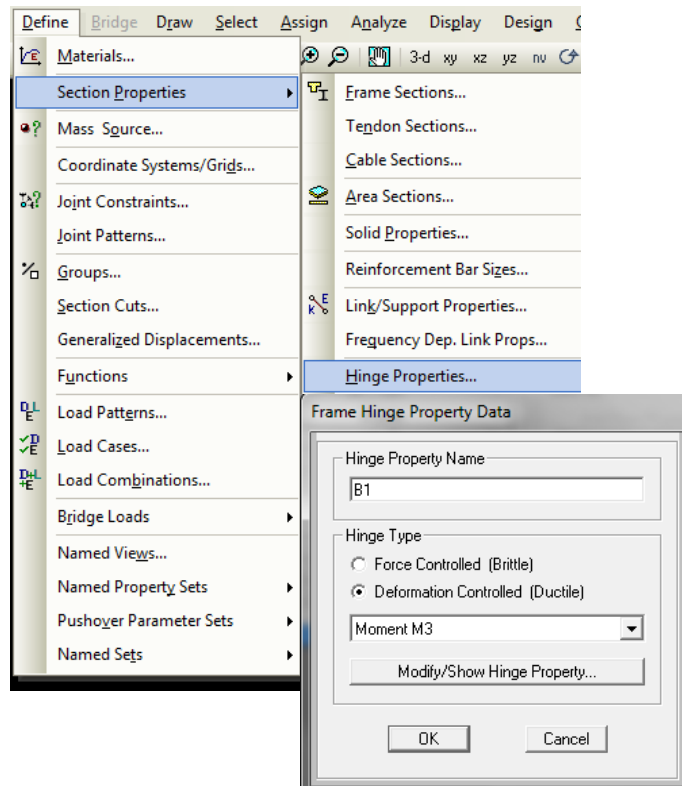 Define Bridge Draw Select Assign Analyze Display Design
3-d xy xz yz nv
Materials...
Section Properties
Mass Source...
Coordinate Systems/Grids...
Joint Constraints...
Joint Patterns...
Groups...
Section Cuts...
Generalized Displacements...
Functions
Load Patterns...
Load Cases...
Load Combinations...
Bridge Loads
Named Views...
Named Property Sets
Pushover Parameter Sets
Named Sets
Frame Sections...
Tendon Sections...
Cable Sections...
Area Sections...
Solid Properties...
Reinforcement Bar Sizes...
Link/Support Properties...
Frequency Dep. Link Props...
Hinge Properties...
Frame Hinge Property Data
Hinge Property Name
B1
Hinge Type
Force Controlled (Brittle)
Deformation Controlled (Ductile)
Moment M3
Modify/Show Hinge Property...
OK Cancel